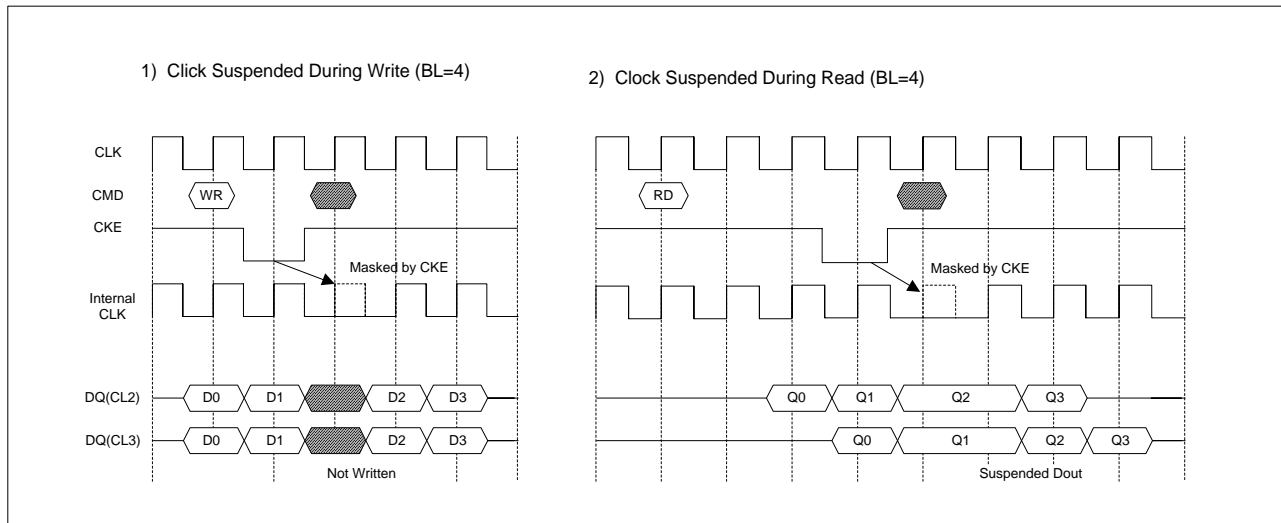 1) Click Suspended During Write (BL=4)
CLK
CMD
WR
CKE
Masked by CKE
Internal
CLK
DQ(CL2)
D0 D1 D2 D3
DQ(CL3)
D0 D1 D2 D3
Not Written
2) Clock Suspended During Read (BL=4)
RD
Masked by CKE
Q0 Q1 Q2 Q3
Q0 Q1 Q2 Q3
Suspended Dout